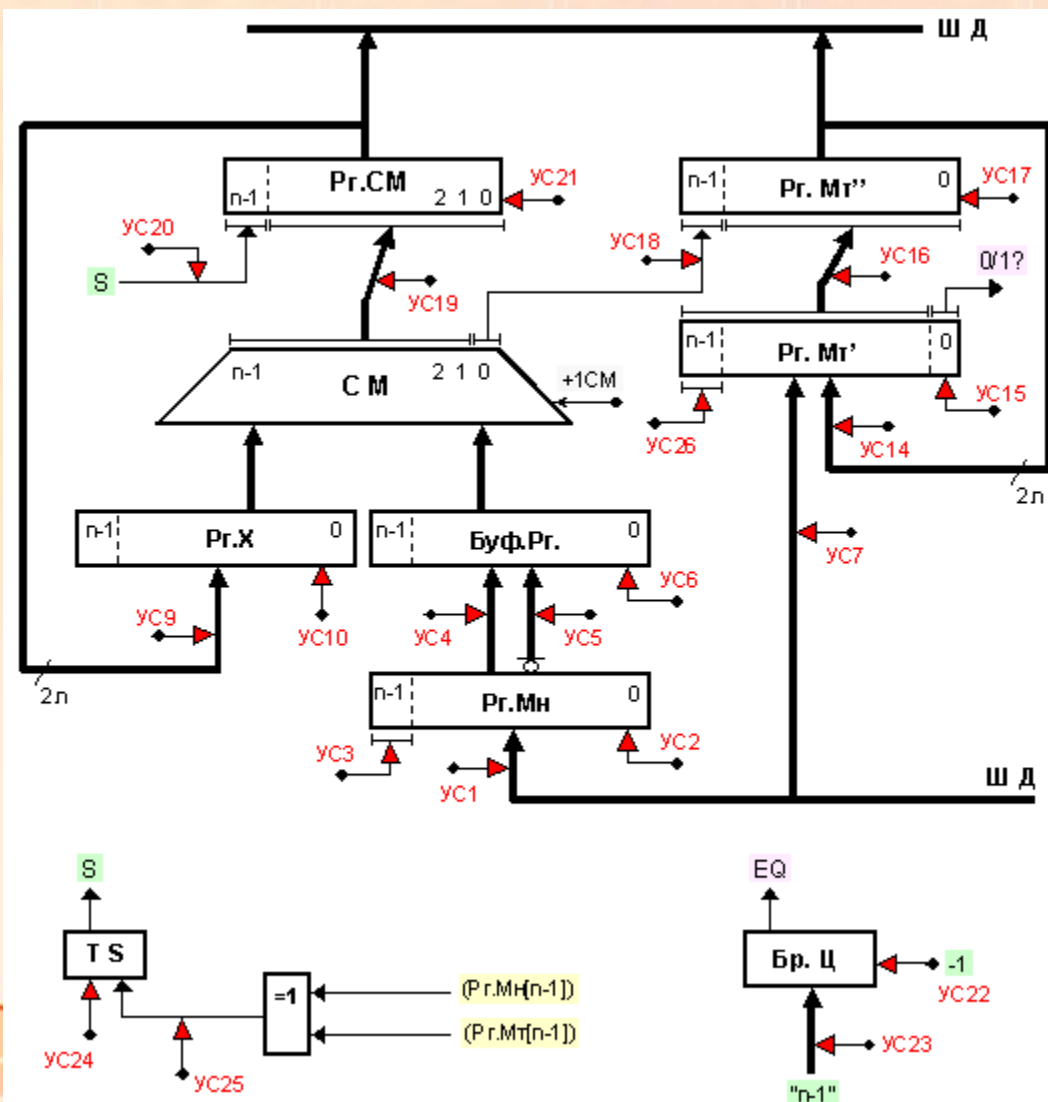 Ш Д
n-1 Рг.СМ 2 1 0
УС21
n-1 Рг. Мт’’ 0
УС17
УС20
S
УС19
УС18
УС16
0/1?
n-1 2 1 0
С М
+1СМ
n-1 Рг. Мт’ 0
УС15
УС26
УС14
2n
n-1 Рг.Х 0
n-1 Буф.Рг. 0
УС7
УС9
УС10
УС4
УС5
УС6
2n
n-1 Рг.Мн 0
УС3
УС1
УС2
Ш Д
S
EQ
T S
=1
(Рг.Мн[n-1])
(Рг.Мт[n-1])
Бр. Ц
-1
УС22
УС24
УС25
УС23
"n-1"